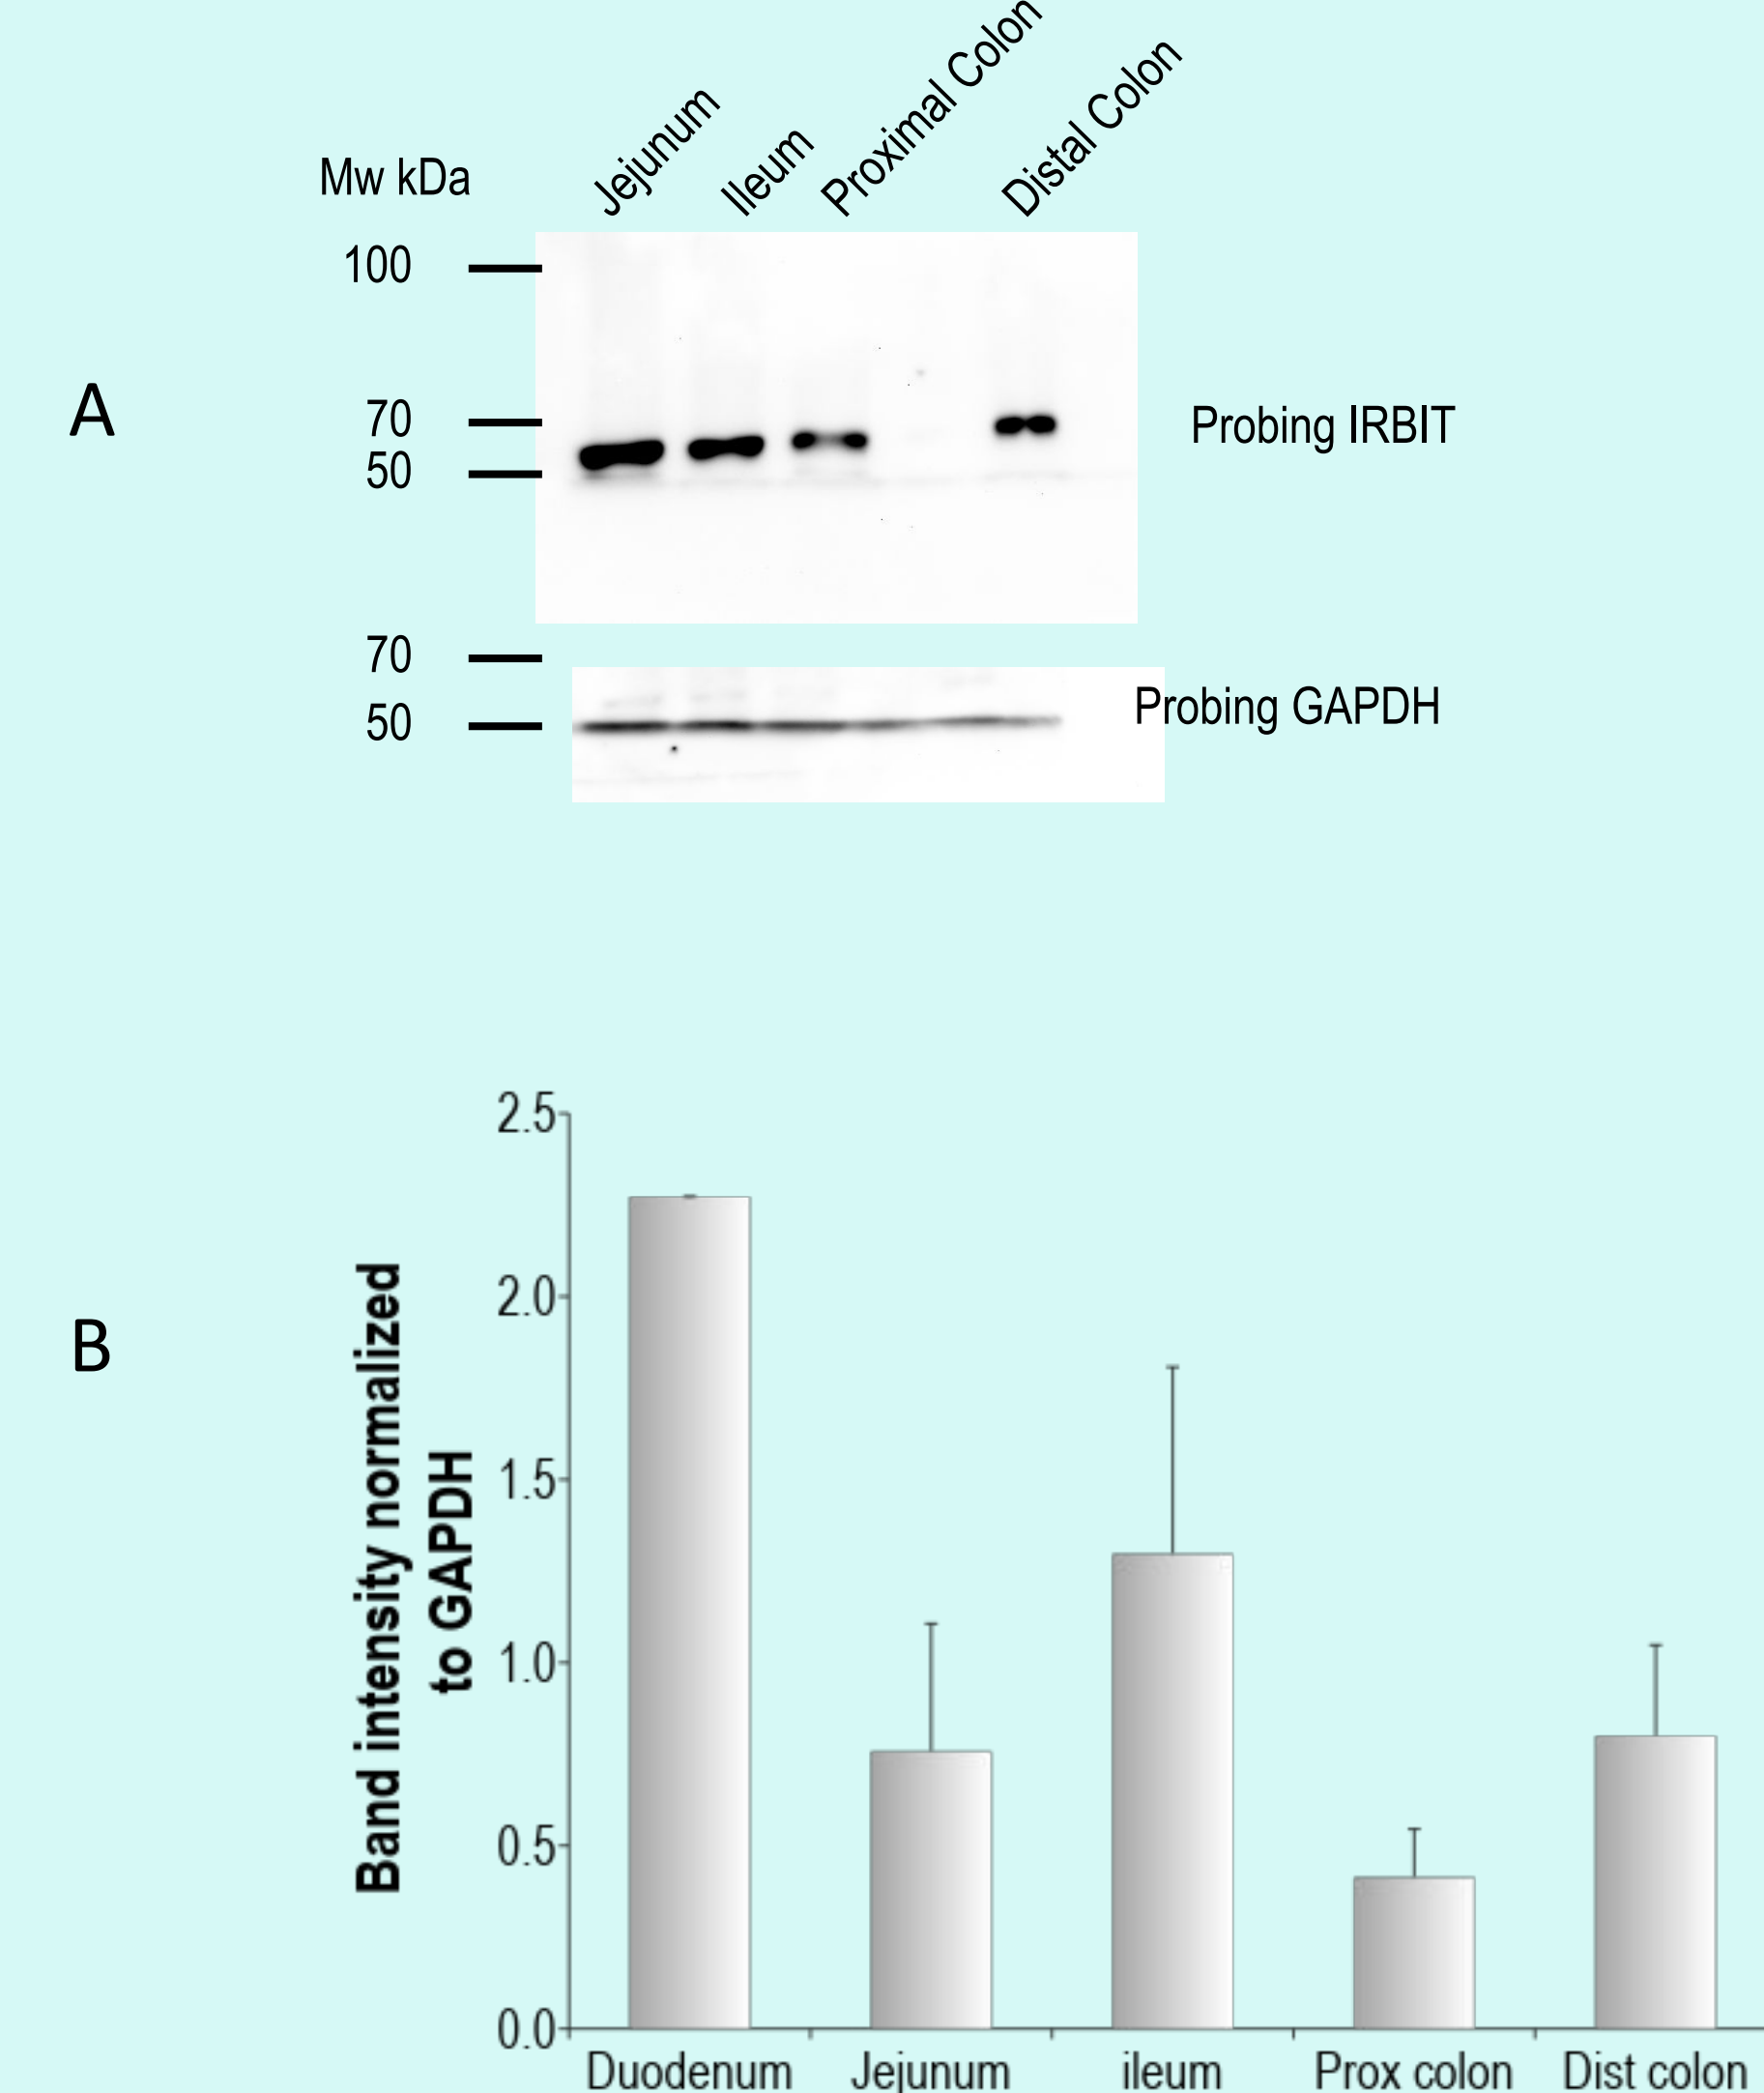 Jejunum
Ileum
Proximal Colon
Distal Colon
Mw kDa
100
A
70
50
Probing IRBIT
70
50
Probing GAPDH
B
Band intensity normalized
to GAPDH
2.5
2.0
1.5
1.0
0.5
0.0
Duodenum
Jejunum
ileum
Prox colon
Dist colon